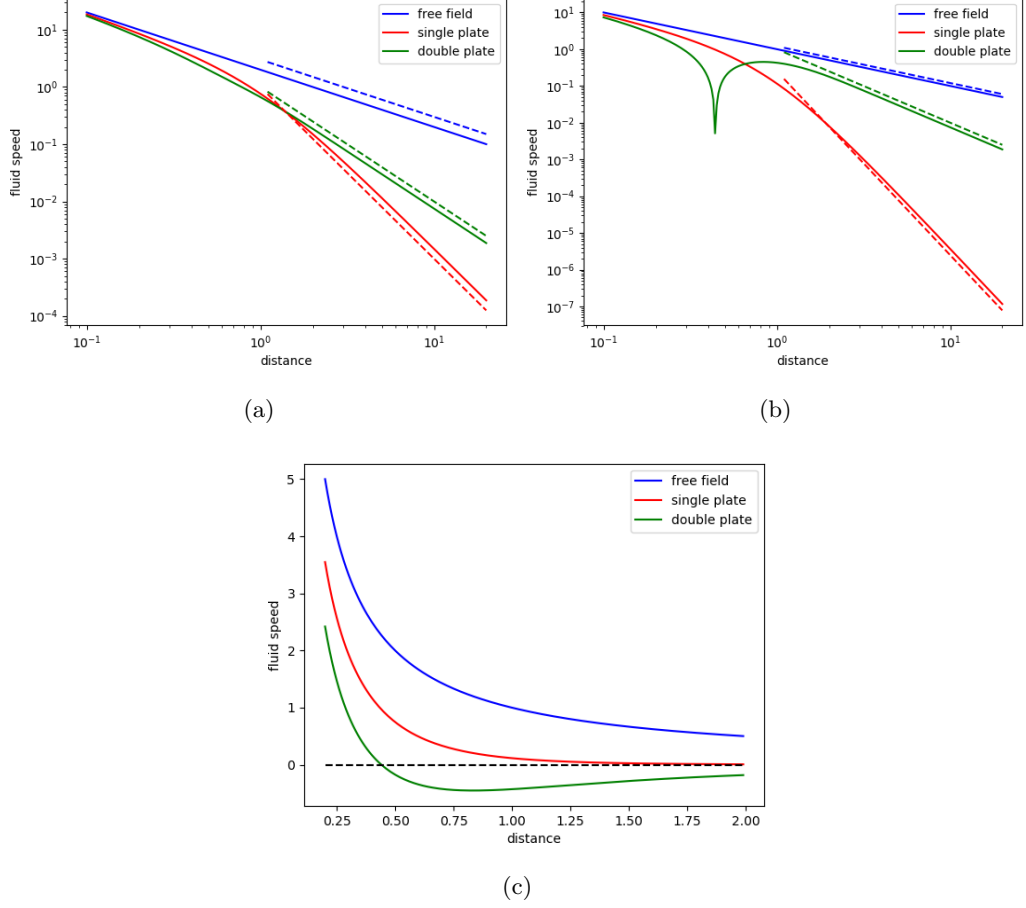 10^1
10^0
10^-1
10^-2
10^-3
10^-4
fluid speed
10^-1
10^0
10^1
distance
free field
single plate
double plate
(a)
10^1
10^0
10^-1
10^-2
10^-3
10^-4
10^-5
10^-6
10^-7
fluid speed
10^-1
10^0
10^1
distance
free field
single plate
double plate
(b)
5
4
3
2
1
0
fluid speed
0.25
0.50
0.75
1.00
1.25
1.50
1.75
2.00
distance
free field
single plate
double plate
(c)